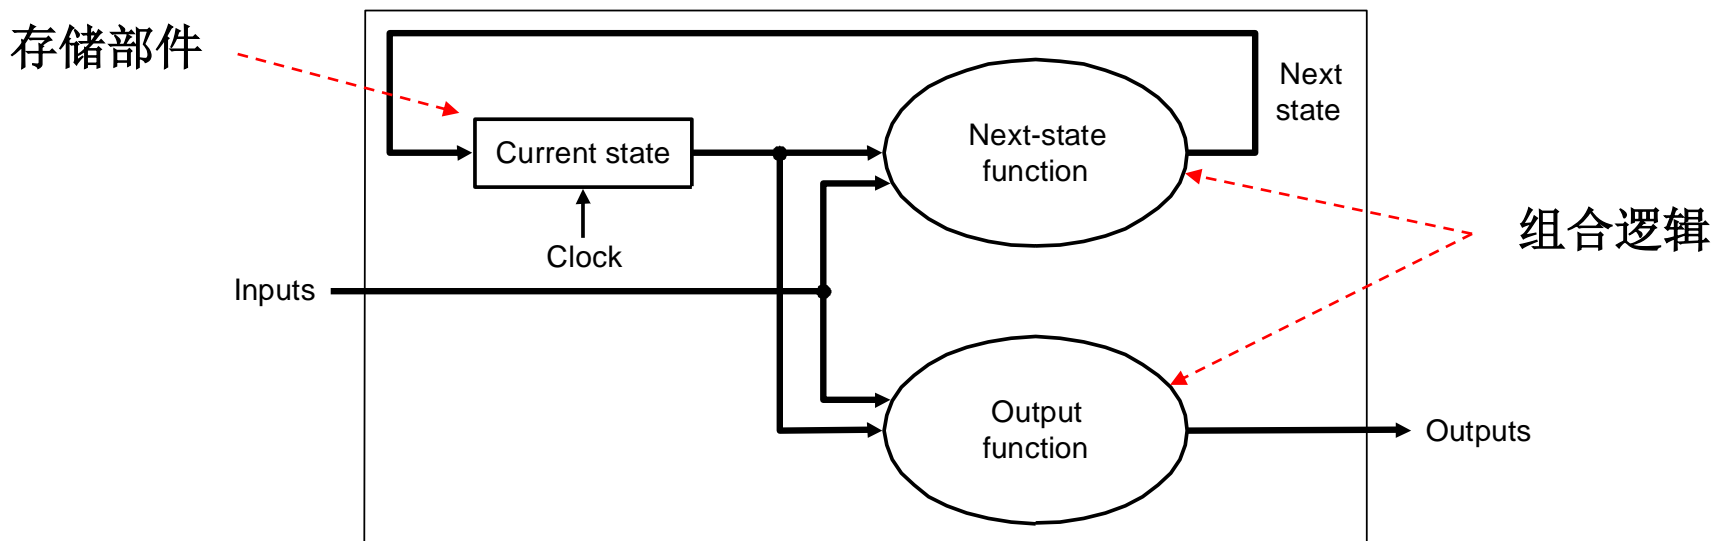 存储部件
Next
state
Current state
Next-state
function
Clock
组合逻辑
Inputs
Output
function
Outputs